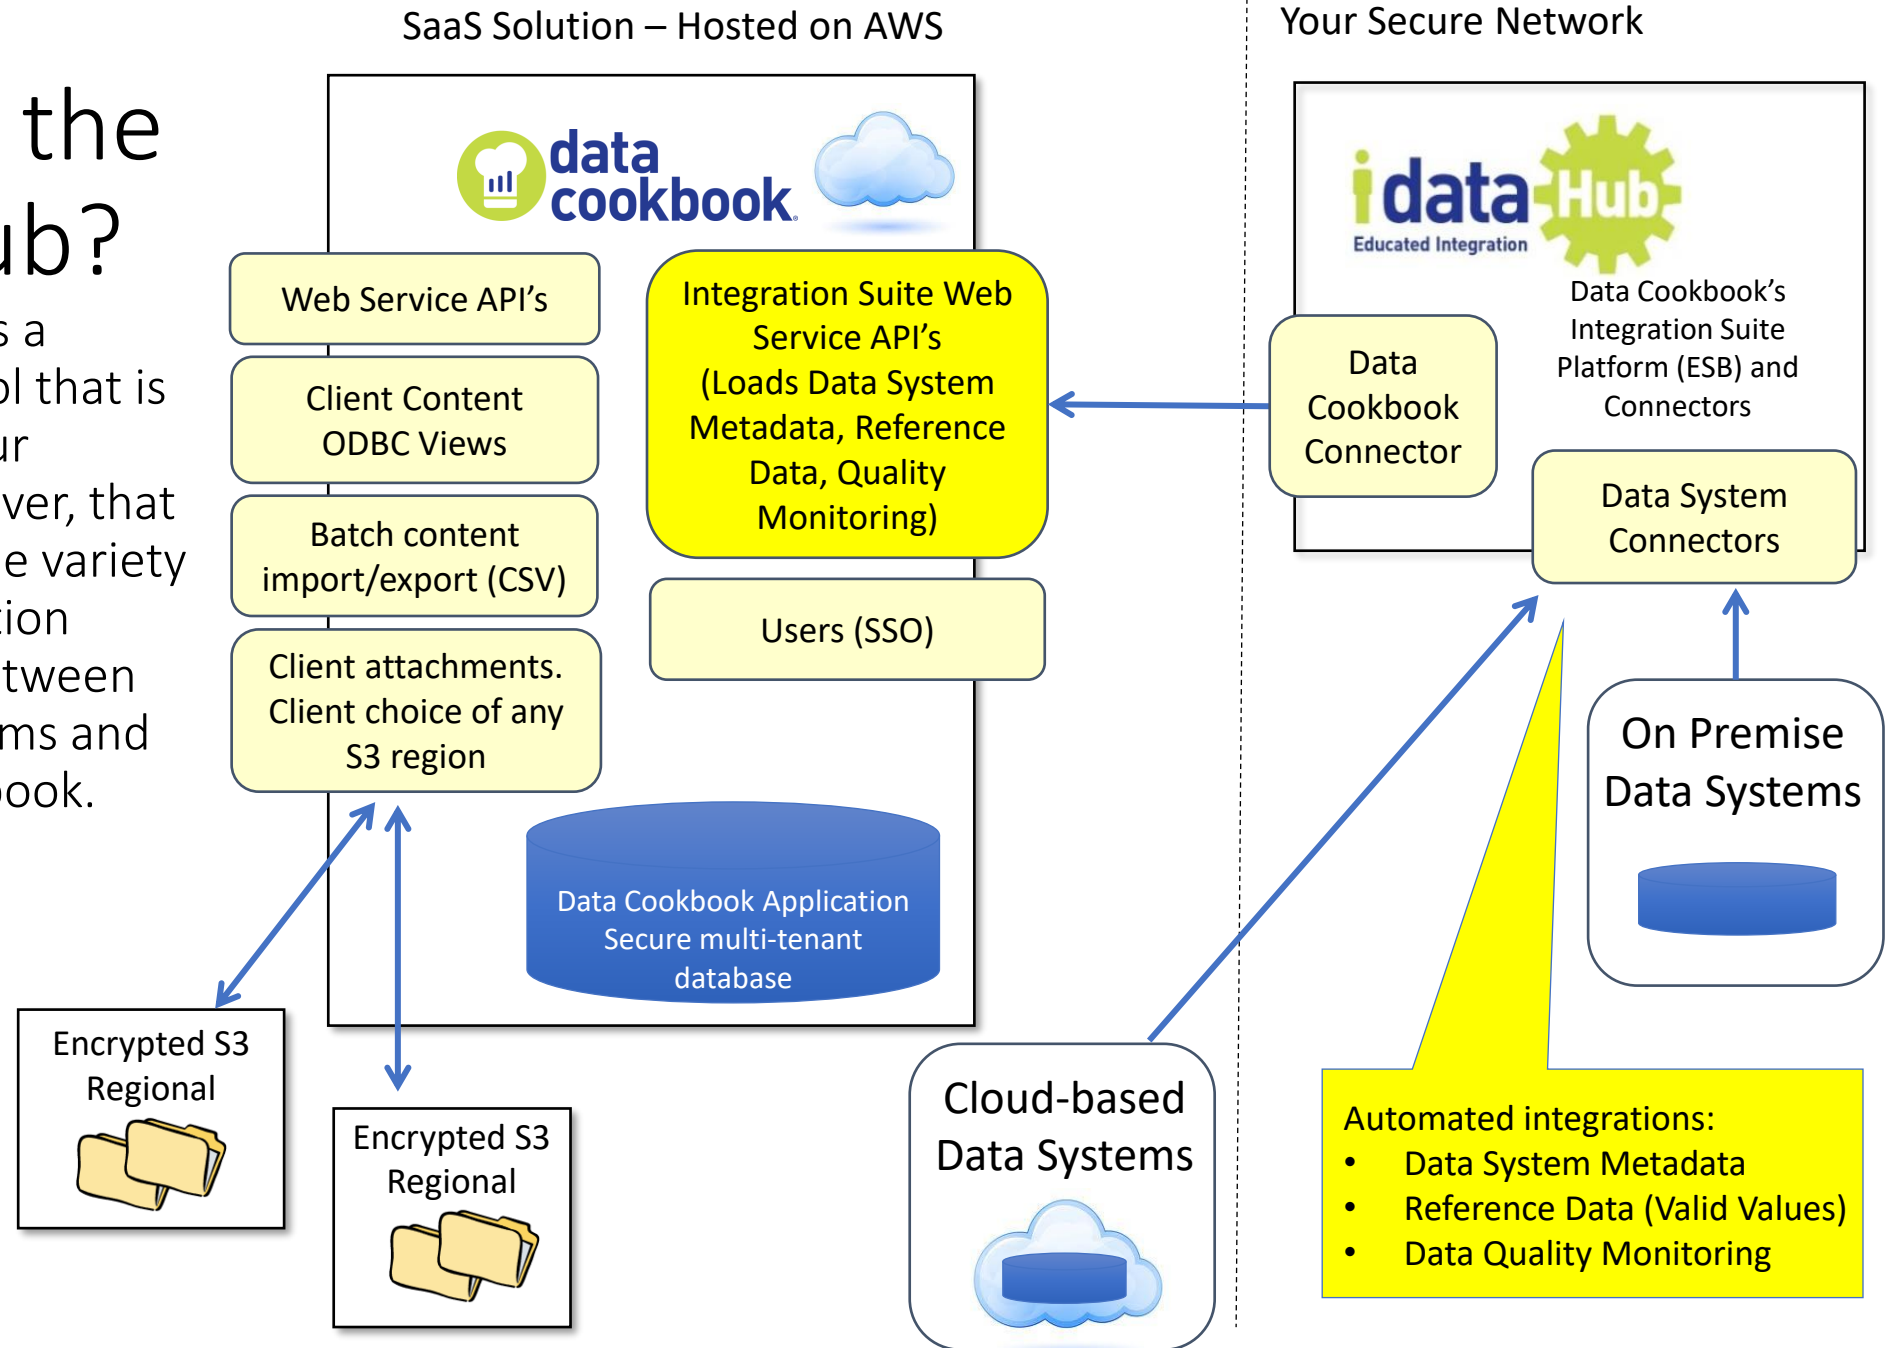 the
ub?
s a
ol that is
ur
ver, that
e variety
tion
tween
ms and
book.
SaaS Solution – Hosted on AWS
data
cookbook
Web Service API's
Client Content
ODBC Views
Batch content
import/export (CSV)
Client attachments.
Client choice of any
S3 region
Integration Suite Web
Service API's
(Loads Data System
Metadata, Reference
Data, Quality
Monitoring)
Users (SSO)
Data Cookbook Application
Secure multi-tenant
database
Encrypted S3
Regional
Encrypted S3
Regional
Cloud-based
Data Systems
Your Secure Network
idata Hub
Educated Integration
Data Cookbook's
Integration Suite
Platform (ESB) and
Connectors
Data
Cookbook
Connector
Data System
Connectors
On Premise
Data Systems
Automated integrations:
• Data System Metadata
• Reference Data (Valid Values)
• Data Quality Monitoring